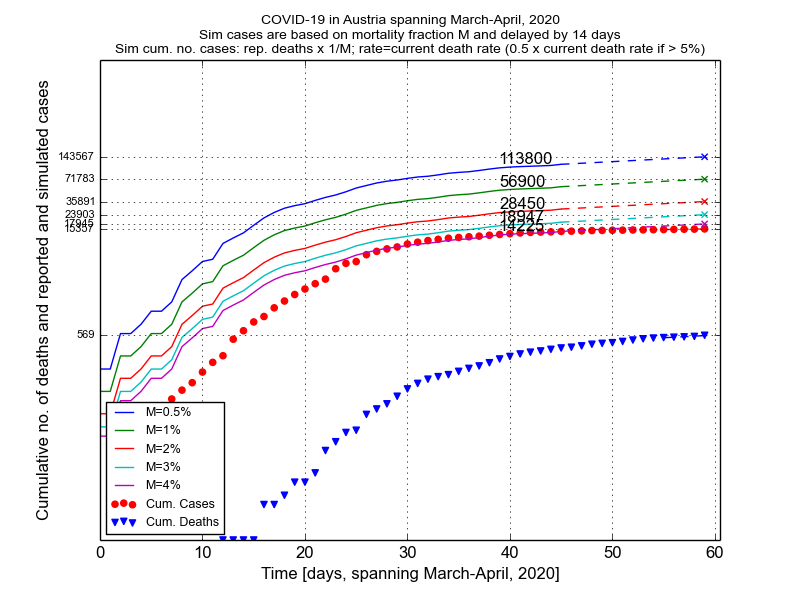 COVID-19 in Austria spanning March-April, 2020
Sim cases are based on mortality fraction M and delayed by 14 days
Sim cum. no. cases: rep. deaths x 1/M; rate=current death rate (0.5 x current death rate if > 5%)
Cumulative no. of deaths and reported and simulated cases
143567
71783
35891
23903
17945
569
113800
56900
28450
18947
14225
M=0.5%
M=1%
M=2%
M=3%
M=4%
Cum. Cases
Cum. Deaths
0 10 20 30 40 50 60
Time [days, spanning March-April, 2020]